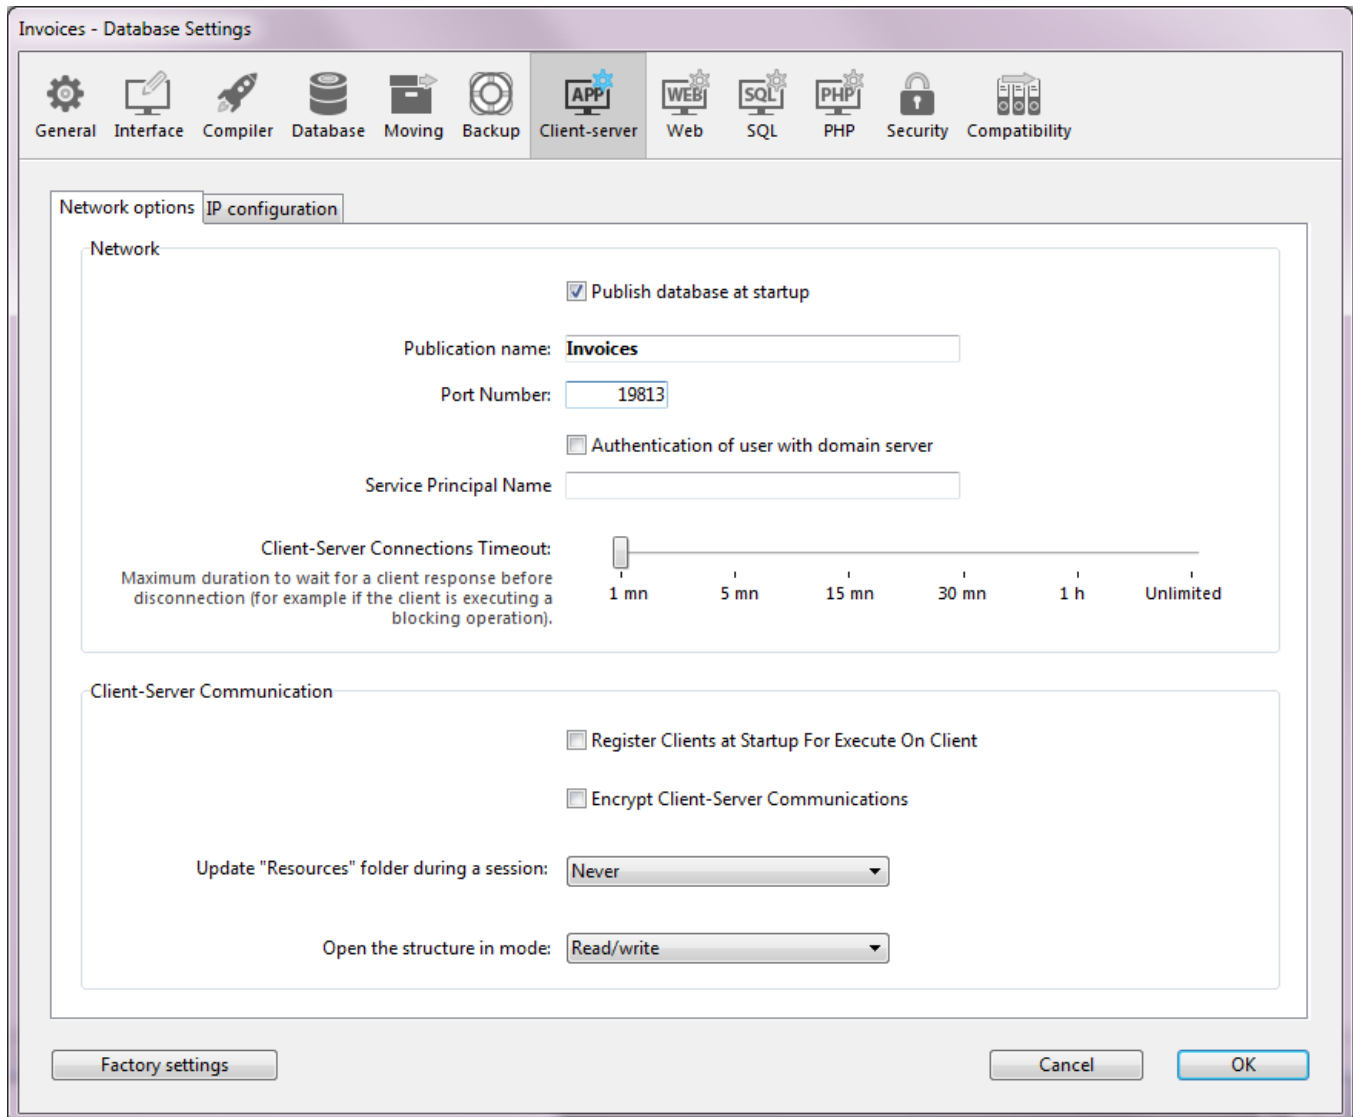 Invoices - Database Settings
APP WEB SQL PHP
General Interface Compiler Database Moving Backup Client-server Web SQL PHP Security Compatibility
Network options IP configuration
Network
Publish database at startup
Publication name: Invoices
Port Number: 19813
Authentication of user with domain server
Service Principal Name
Client-Server Connections Timeout:
Maximum duration to wait for a client response before
disconnection (for example if the client is executing a
blocking operation).
1 mn 5 mn 15 mn 30 mn 1 h Unlimited
Client-Server Communication
Register Clients at Startup For Execute On Client
Encrypt Client-Server Communications
Update "Resources" folder during a session: Never
Open the structure in mode: Read/write
Factory settings Cancel OK